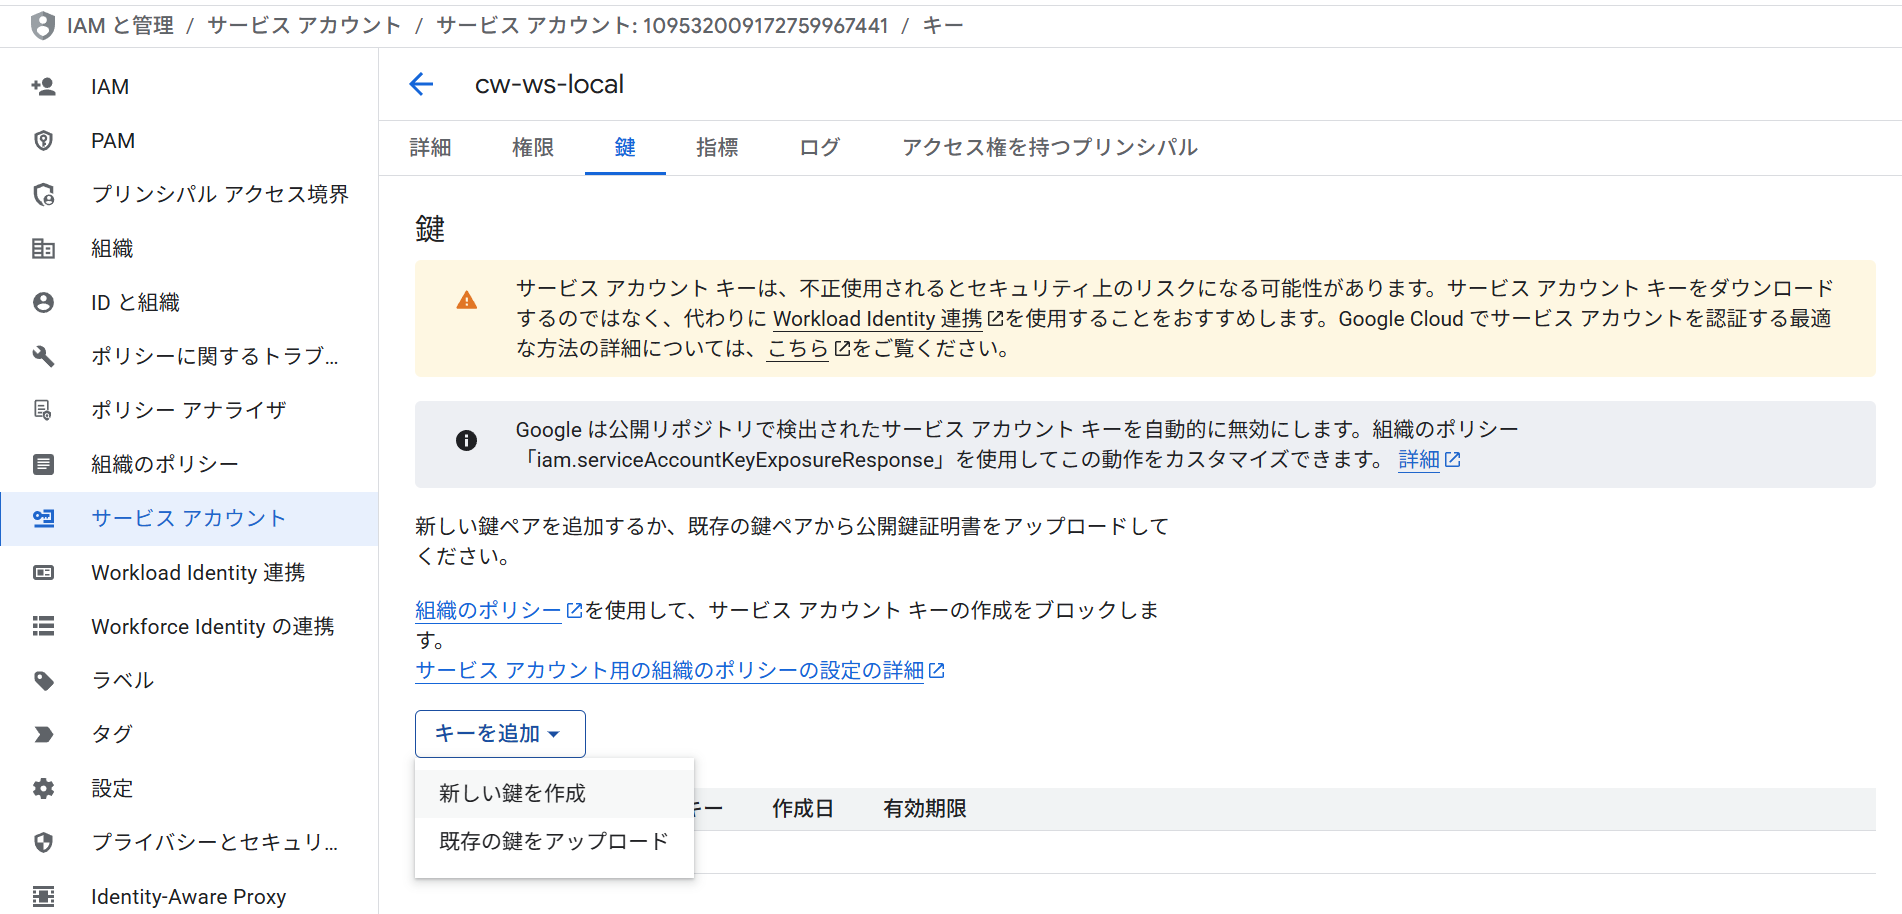 IAM と管理 / サービス アカウント / サービス アカウント: 109532009172759967441 / キー
IAM
PAM
プリンシパル アクセス境界
組織
ID と組織
ポリシーに関するトラブ...
ポリシー アナライザ
組織のポリシー
サービス アカウント
Workload Identity 連携
Workforce Identity の連携
ラベル
タグ
設定
プライバシーとセキュリ...
Identity-Aware Proxy
cw-ws-local
詳細 権限 鍵 指標 ログ アクセス権を持つプリンシパル
鍵
サービス アカウント キーは、不正使用されるとセキュリティ上のリスクになる可能性があります。サービス アカウント キーをダウンロード
するのではなく、代わりに Workload Identity 連携を使用することをおすすめします。Google Cloud でサービス アカウントを認証する最適
な方法の詳細については、こちらをご覧ください。
Google は公開リポジトリで検出されたサービス アカウント キーを自動的に無効にします。組織のポリシー
「iam.serviceAccountKeyExposureResponse」を使用してこの動作をカスタマイズできます。 詳細
新しい鍵ペアを追加するか、既存の鍵ペアから公開鍵証明書をアップロードして
ください。
組織のポリシーを使用して、サービス アカウント キーの作成をブロックしま
す。
サービス アカウント用の組織のポリシーの設定の詳細
キーを追加
新しい鍵を作成
既存の鍵をアップロード
キー 作成日 有効期限